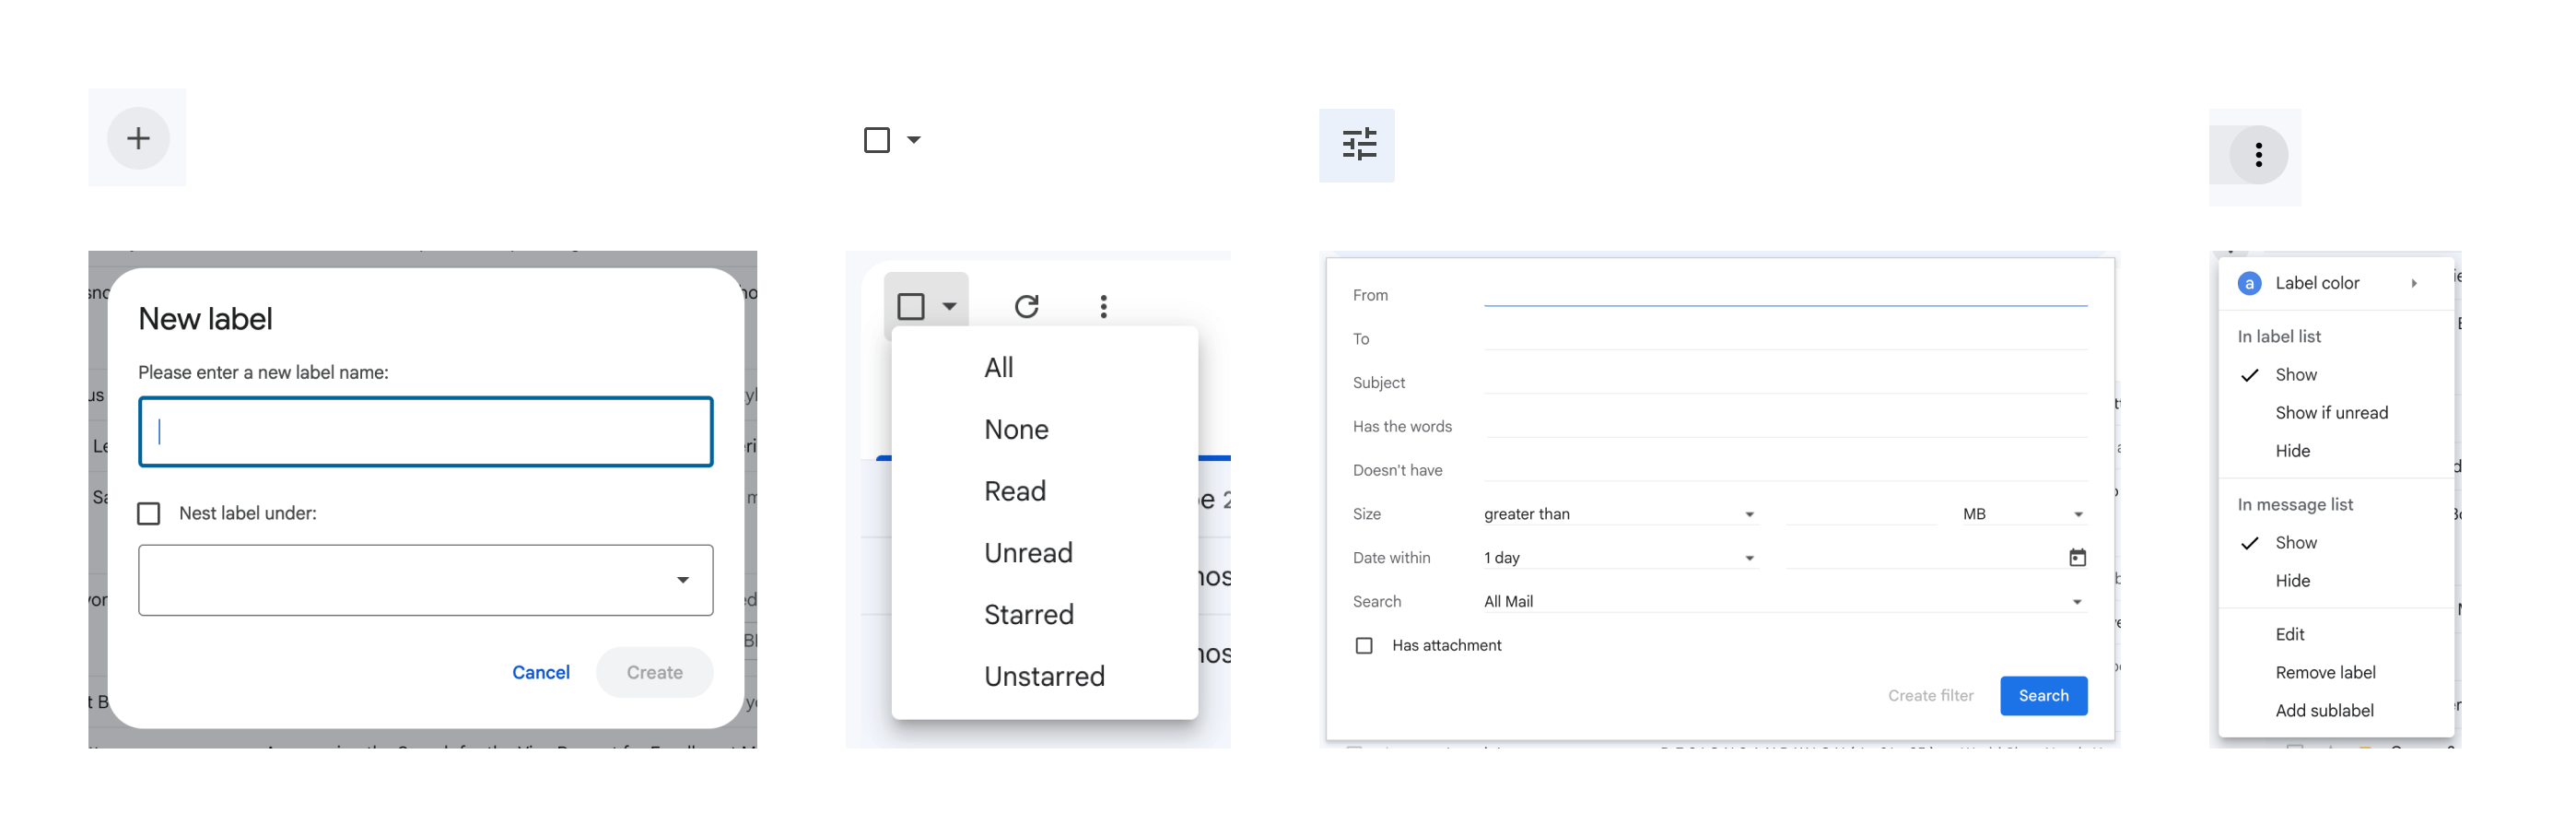 New label
Please enter a new label name:
Nest label under:
Cancel
Create
All
None
Read
Unread
Starred
Unstarred
From
To
Subject
Has the words
Doesn't have
Size
greater than
MB
Date within
1 day
Search
All Mail
Has attachment
Create filter
Search
a
Label color
In label list
Show
Show if unread
Hide
In message list
Show
Hide
Edit
Remove label
Add sublabel